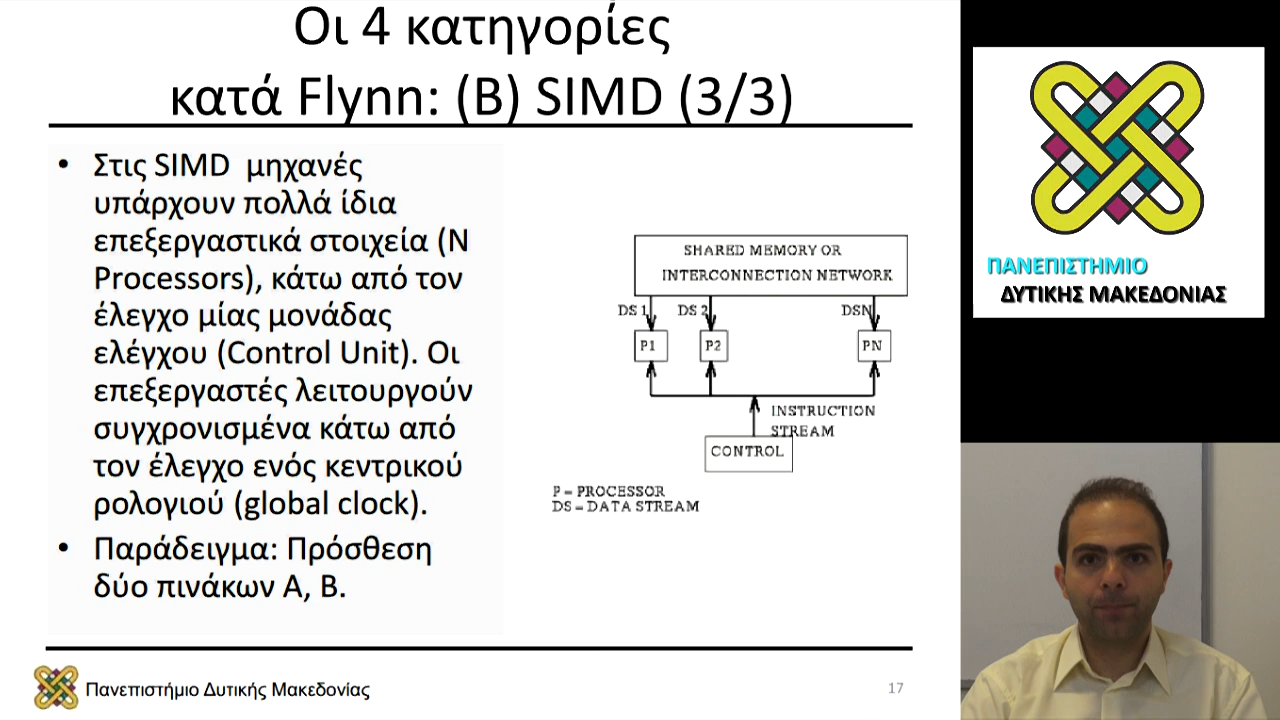 Οι 4 κατηγορίες
κατά Flynn: (Β) SIMD (3/3)
• Στις SIMD μηχανές
υπάρχουν πολλά ίδια
επεξεργαστικά στοιχεία (N
Processors), κάτω από τον
έλεγχο μίας μονάδας
ελέγχου (Control Unit). Οι
επεξεργαστές λειτουργούν
συγχρονισμένα κάτω από
τον έλεγχο ενός κεντρικού
ρολογιού (global clock).
• Παράδειγμα: Πρόσθεση
δύο πινάκων Α, Β.
SHARED MEMORY OR
INTERCONNECTION NETWORK
DS 1 DS 2 DSN
P1 P2 PN
INSTRUCTION
STREAM
CONTROL
P = PROCESSOR
DS = DATA STREAM
Πανεπιστήμιο Δυτικής Μακεδονίας
17
ΠΑΝΕΠΙΣΤΗΜΙΟ
ΔΥΤΙΚΗΣ ΜΑΚΕΔΟΝΙΑΣ